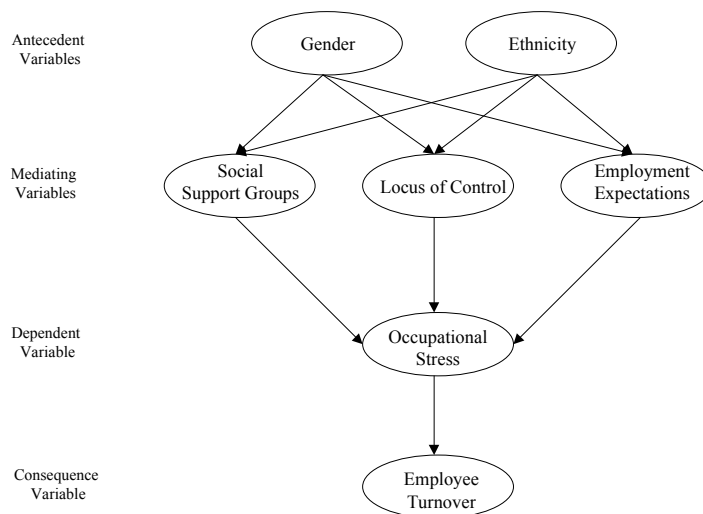 Antecedent
Variables
Gender
Ethnicity
Mediating
Variables
Social
Support Groups
Locus of Control
Employment
Expectations
Dependent
Variable
Occupational
Stress
Consequence
Variable
Employee
Turnover